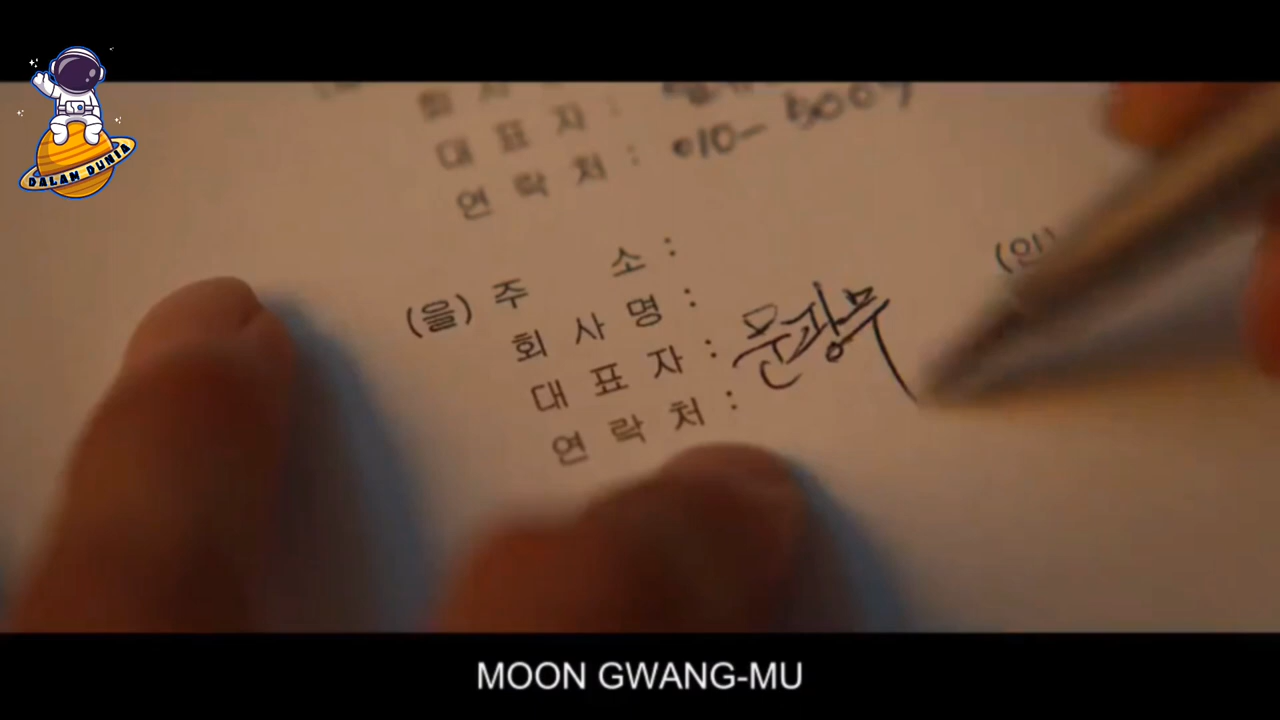 DALAN DUNIA
대 표 자 :
연 락 처 : 010-
(을) 주 소 :
(인)
회 사 명 :
대 표 자 : 문광무
연 락 처 :
MOON GWANG-MU